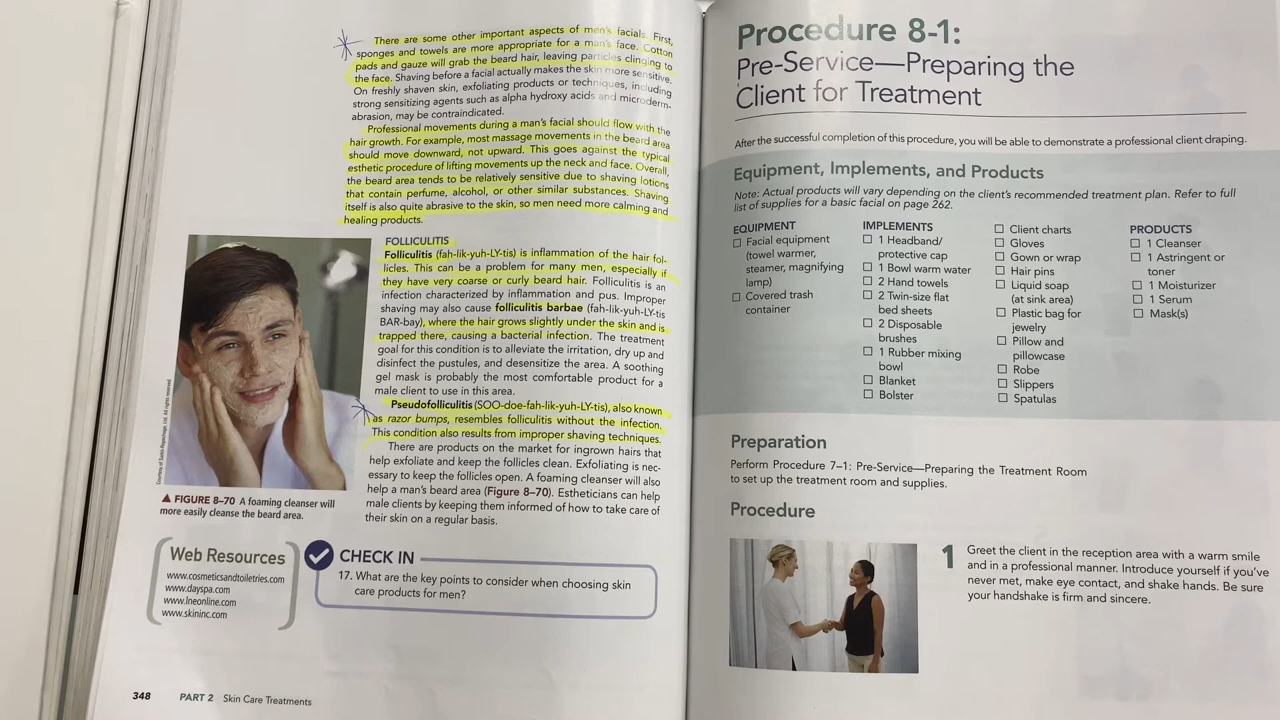 There are some other important aspects of men's facials. First,
sponges and towels are more appropriate for a man's face. Cotton
pads and gauze will grab the beard hair, leaving particles clinging to
the face. Shaving before a facial actually makes the skin more sensitive.
On freshly shaven skin, exfoliating products or techniques, including
strong sensitizing agents such as alpha hydroxy acids and microderm-
abrasion, may be contraindicated.
Professional movements during a man's facial should flow with the
hair growth. For example, most massage movements in the beard area
should move downward, not upward. This goes against the typical
esthetic procedure of lifting movements up the neck and face. Overall,
the beard area tends to be relatively sensitive due to shaving lotions
that contain perfume, alcohol, or other similar substances. Shaving
itself is also quite abrasive to the skin, so men need more calming and
healing products.
FOLLICULITIS
Folliculitis (fah-lik-yuh-LY-tis) is inflammation of the hair fol-
licles. This can be a problem for many men, especially if
they have very coarse or curly beard hair. Folliculitis is an
infection characterized by inflammation and pus. Improper
shaving may also cause folliculitis barbae (fah-lik-yuh-LY-tis
BAR-bay), where the hair grows slightly under the skin and is
trapped there, causing a bacterial infection. The treatment
goal for this condition is to alleviate the irritation, dry up and
disinfect the pustules, and desensitize the area. A soothing
gel mask is probably the most comfortable product for a
male client to use in this area.
Pseudofolliculitis (SOO-doe-fah-lik-yuh-LY-tis), also known
as razor bumps, resembles folliculitis without the infection.
This condition also results from improper shaving techniques.
There are products on the market for ingrown hairs that
help exfoliate and keep the follicles clean. Exfoliating is nec-
essary to keep the follicles open. A foaming cleanser will also
help a man's beard area (Figure 8–70). Estheticians can help
male clients by keeping them informed of how to take care of
their skin on a regular basis.
▲ FIGURE 8–70 A foaming cleanser will
more easily cleanse the beard area.
Web Resources
www.cosmeticsandtoiletries.com
www.dayspa.com
www.lneonline.com
www.skininc.com
CHECK IN
17. What are the key points to consider when choosing skin
care products for men?
348 PART 2 Skin Care Treatments
Procedure 8-1:
Pre-Service—Preparing the
Client for Treatment
After the successful completion of this procedure, you will be able to demonstrate a professional client draping.
Equipment, Implements, and Products
Note: Actual products will vary depending on the client's recommended treatment plan. Refer to full
list of supplies for a basic facial on page 262.
EQUIPMENT
☐ Facial equipment
(towel warmer,
steamer, magnifying
lamp)
☐ Covered trash
container
IMPLEMENTS
☐ 1 Headband/
protective cap
☐ 1 Bowl warm water
☐ 2 Hand towels
☐ 2 Twin-size flat
bed sheets
☐ 2 Disposable
brushes
☐ 1 Rubber mixing
bowl
☐ Blanket
☐ Bolster
☐ Client charts
☐ Gloves
☐ Gown or wrap
☐ Hair pins
☐ Liquid soap
(at sink area)
☐ Plastic bag for
jewelry
☐ Pillow and
pillowcase
☐ Robe
☐ Slippers
☐ Spatulas
PRODUCTS
☐ 1 Cleanser
☐ 1 Astringent or
toner
☐ 1 Moisturizer
☐ 1 Serum
☐ Mask(s)
Preparation
Perform Procedure 7–1: Pre-Service—Preparing the Treatment Room
to set up the treatment room and supplies.
Procedure
1 Greet the client in the reception area with a warm smile
and in a professional manner. Introduce yourself if you've
never met, make eye contact, and shake hands. Be sure
your handshake is firm and sincere.